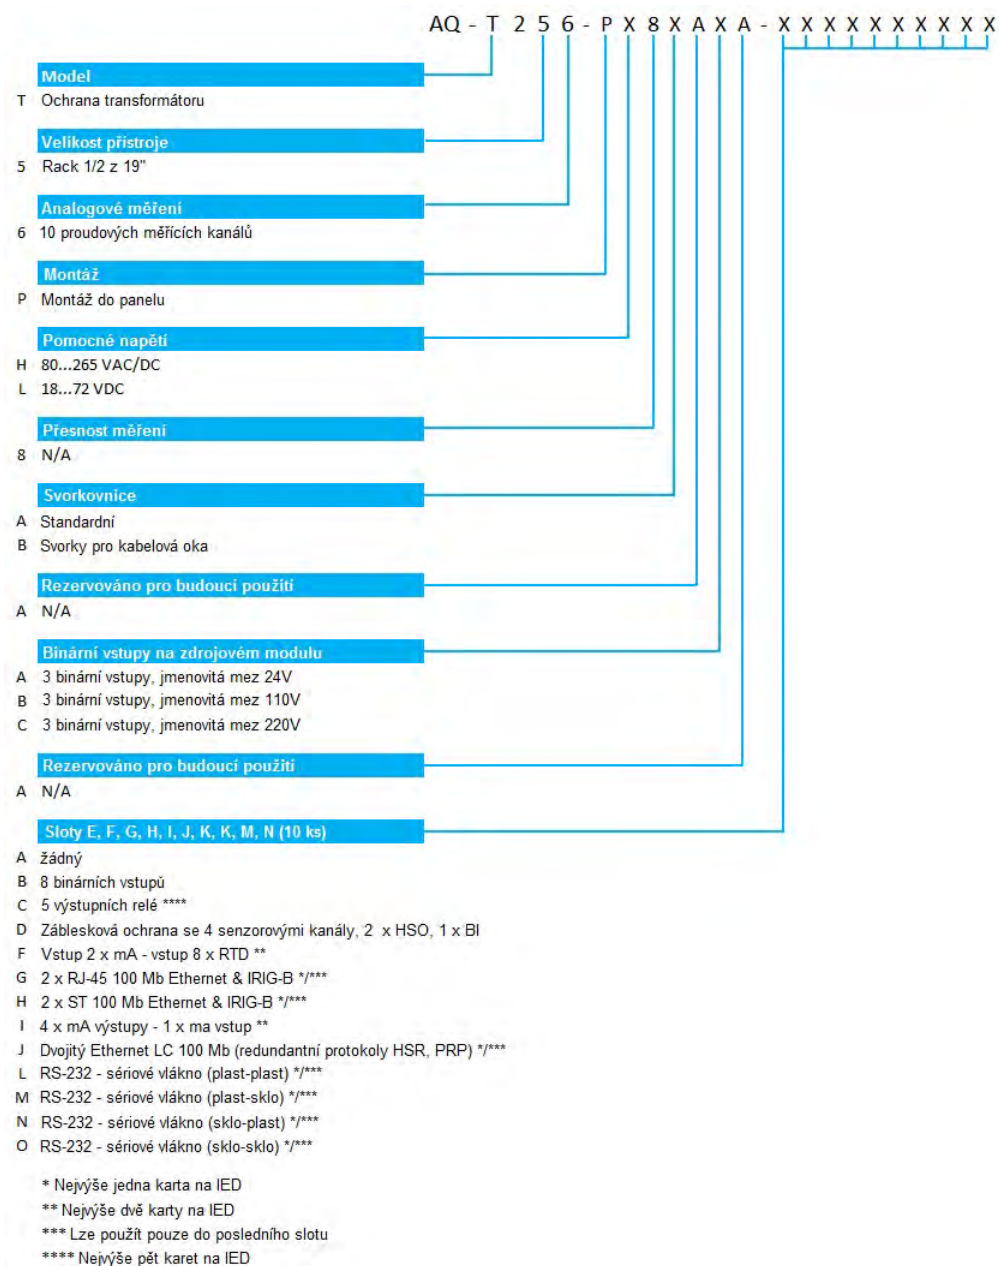 AQ - T 2 5 6 - P X 8 X A X A - X X X X X X X X X X
Model
T Ochrana transformátoru
Velikost přístroje
5 Rack 1/2 z 19"
Analogové měření
6 10 proudových měřících kanálů
Montáž
P Montáž do panelu
Pomocné napětí
H 80...265 VAC/DC
L 18...72 VDC
Přesnost měření
8 N/A
Svorkovnice
A Standardní
B Svorky pro kabelová oka
Rezervováno pro budoucí použití
A N/A
Binární vstupy na zdrojovém modulu
A 3 binární vstupy, jmenovitá mez 24V
B 3 binární vstupy, jmenovitá mez 110V
C 3 binární vstupy, jmenovitá mez 220V
Rezervováno pro budoucí použití
A N/A
Sloty E, F, G, H, I, J, K, K, M, N (10 ks)
A žádný
B 8 binárních vstupů
C 5 výstupních relé ****
D Záblesková ochrana se 4 senzorovými kanály, 2 x HSO, 1 x BI
F Vstup 2 x mA - vstup 8 x RTD **
G 2 x RJ-45 100 Mb Ethernet & IRIG-B */***
H 2 x ST 100 Mb Ethernet & IRIG-B */***
I 4 x mA výstupy - 1 x ma vstup **
J Dvojitý Ethernet LC 100 Mb (redundantní protokoly HSR, PRP) */***
L RS-232 - sériové vlákno (plast-plast) */***
M RS-232 - sériové vlákno (plast-sklo) */***
N RS-232 - sériové vlákno (sklo-plast) */***
O RS-232 - sériové vlákno (sklo-sklo) */***
* Nejvýše jedna karta na IED
** Nejvýše dvě karty na IED
*** Lze použít pouze do posledního slotu
**** Nejvýše pět karet na IED